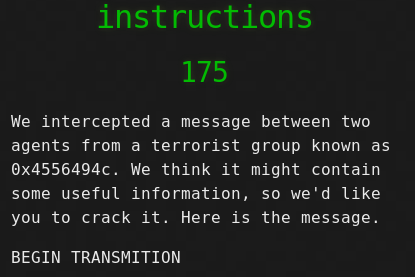 instructions
175
We intercepted a message between two
agents from a terrorist group known as
0x4556494c. We think it might contain
some useful information, so we'd like
you to crack it. Here is the message.
BEGIN TRANSMITION